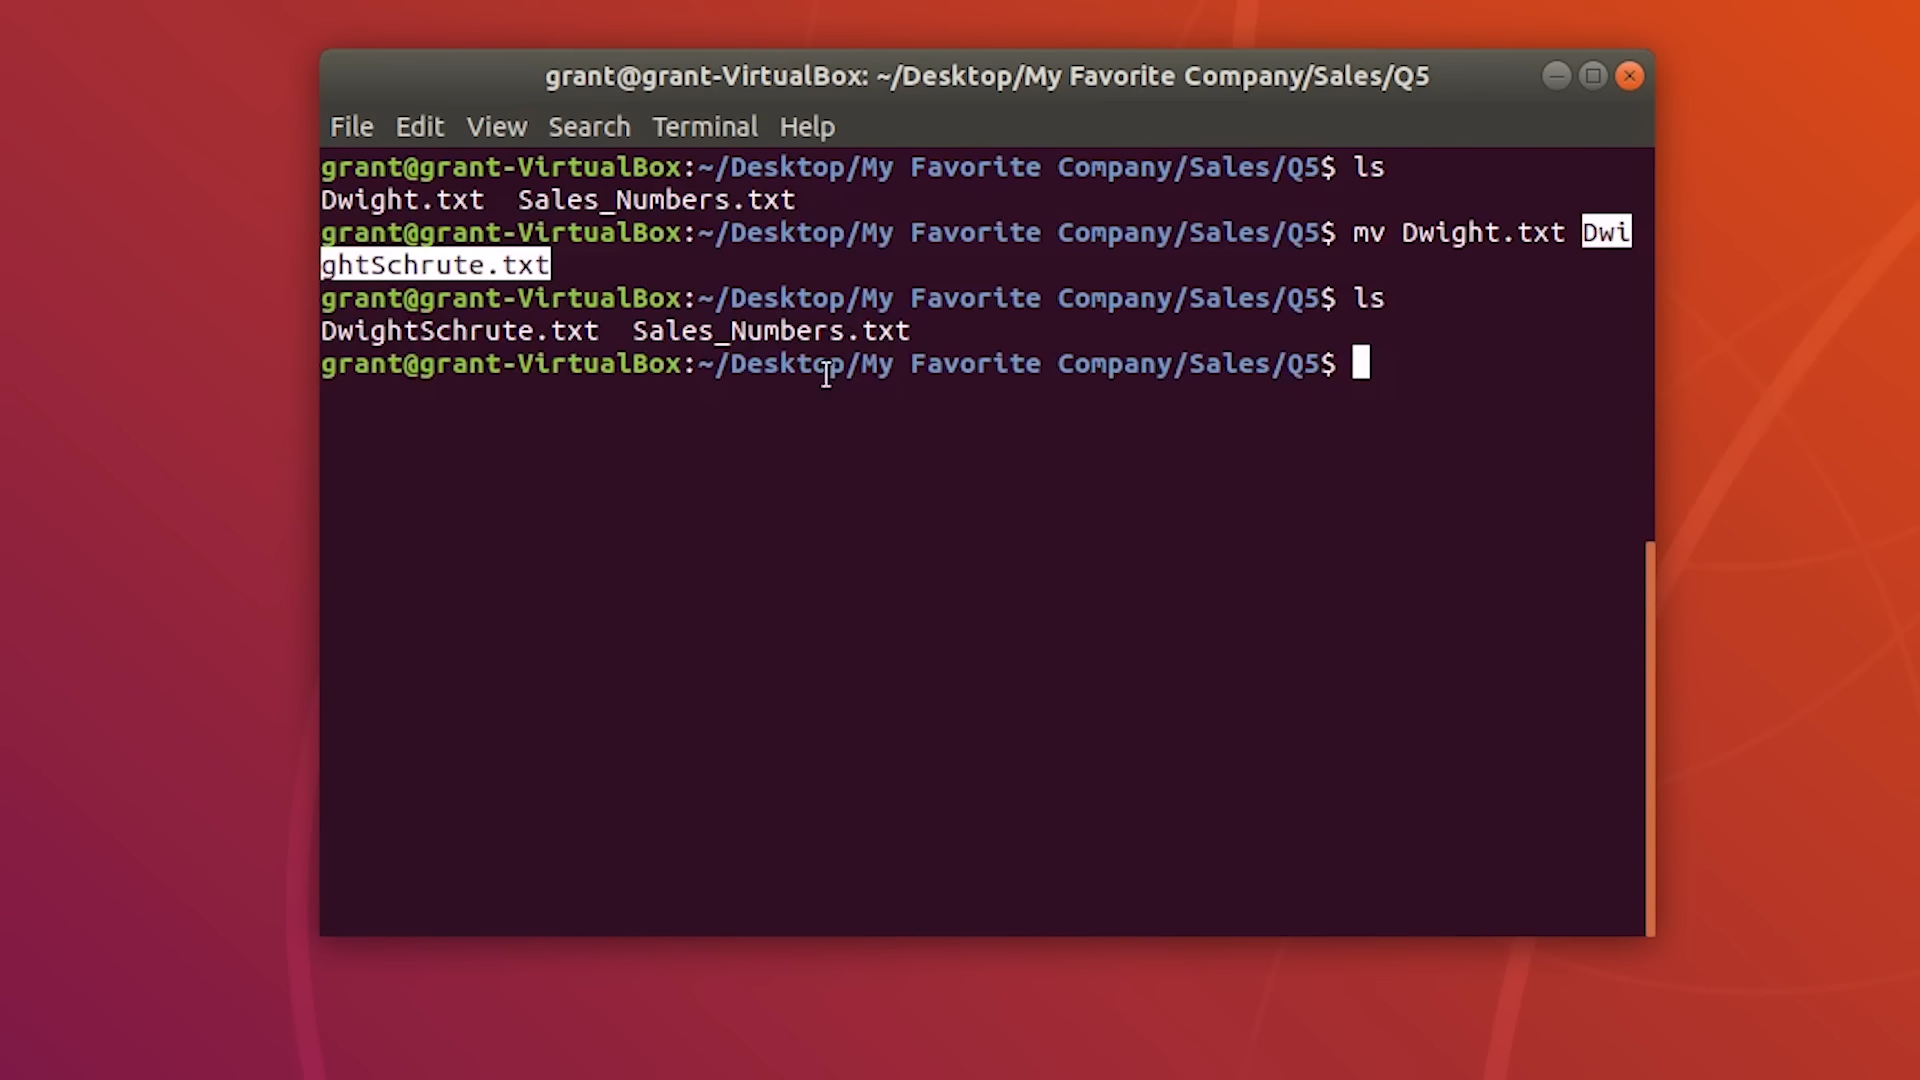 grant@grant-VirtualBox: ~/Desktop/My Favorite Company/Sales/Q5
File Edit View Search Terminal Help
grant@grant-VirtualBox:~/Desktop/My Favorite Company/Sales/Q5$ ls
Dwight.txt  Sales_Numbers.txt
grant@grant-VirtualBox:~/Desktop/My Favorite Company/Sales/Q5$ mv Dwight.txt Dwi
ghtSchrute.txt
grant@grant-VirtualBox:~/Desktop/My Favorite Company/Sales/Q5$ ls
DwightSchrute.txt  Sales_Numbers.txt
grant@grant-VirtualBox:~/Desktop/My Favorite Company/Sales/Q5$